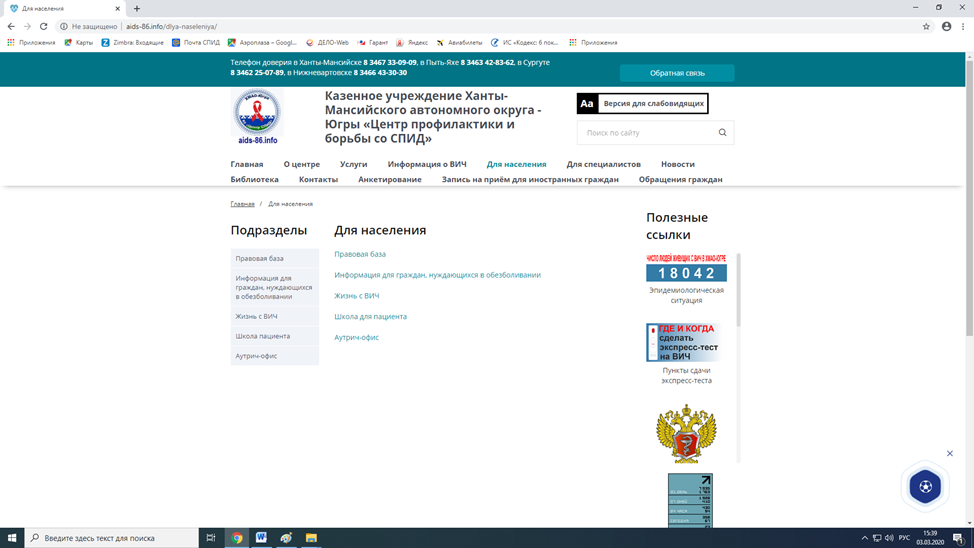 Для населения
Не защищено
aids-86.info/dlya-naseleniya/
Приложения
Карты
Zimbra: Входящие
Почта СПИД
Аэроплаза – Googl...
ДЕЛО-Web
Гарант
Яндекс
Авиабилеты
ИС «Кодекс: 6 пок...
Приложения
Телефон доверия в Ханты-Мансийске 8 3467 33-09-09, в Пыть-Яхе 8 3463 42-83-62, в Сургуте
8 3462 25-07-89, в Нижневартовске 8 3466 43-30-30
Обратная связь
ХМАО-ЮГРА
aids-86.info
Казенное учреждение Ханты-
Мансийского автономного округа -
Югры «Центр профилактики и
борьбы со СПИД»
Aa Версия для слабовидящих
Поиск по сайту
Главная О центре Услуги Информация о ВИЧ Для населения Для специалистов Новости
Библиотека Контакты Анкетирование Запись на приём для иностранных граждан Обращения граждан
Главная / Для населения
Подразделы
Правовая база
Информация для
граждан, нуждающихся
в обезболивании
Жизнь с ВИЧ
Школа пациента
Аутрич-офис
Для населения
Правовая база
Информация для граждан, нуждающихся в обезболивании
Жизнь с ВИЧ
Школа для пациента
Аутрич-офис
Полезные
ссылки
ЧИСЛО ЛЮДЕЙ ЖИВУЩИХ С ВИЧ В ХМАО-ЮГРЕ
18042
Эпидемиологическая
ситуация
ГДЕ И КОГДА
сделать
экспресс-тест
на ВИЧ
Пункты сдачи
экспресс-теста
Введите здесь текст для поиска
РУС
15:39
03.03.2020